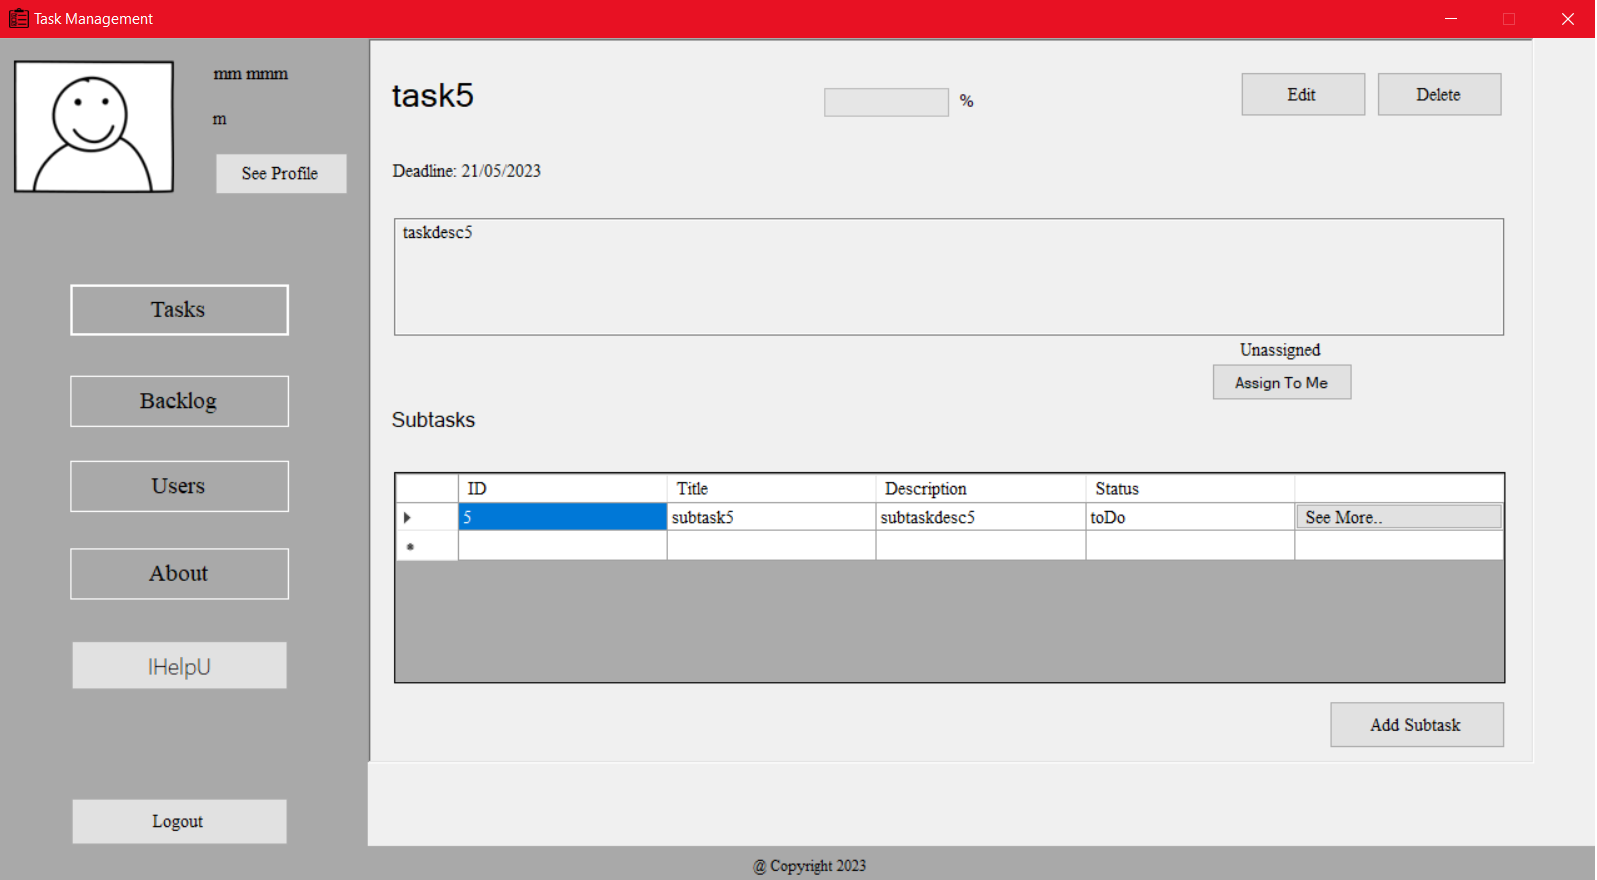 Task Management
mm mmm
m
See Profile
Tasks
Backlog
Users
About
IHelpU
Logout
task5
%
Edit
Delete
Deadline: 21/05/2023
taskdesc5
Unassigned
Assign To Me
Subtasks
ID Title Description Status
5 subtask5 subtaskdesc5 toDo See More..
Add Subtask
@ Copyright 2023